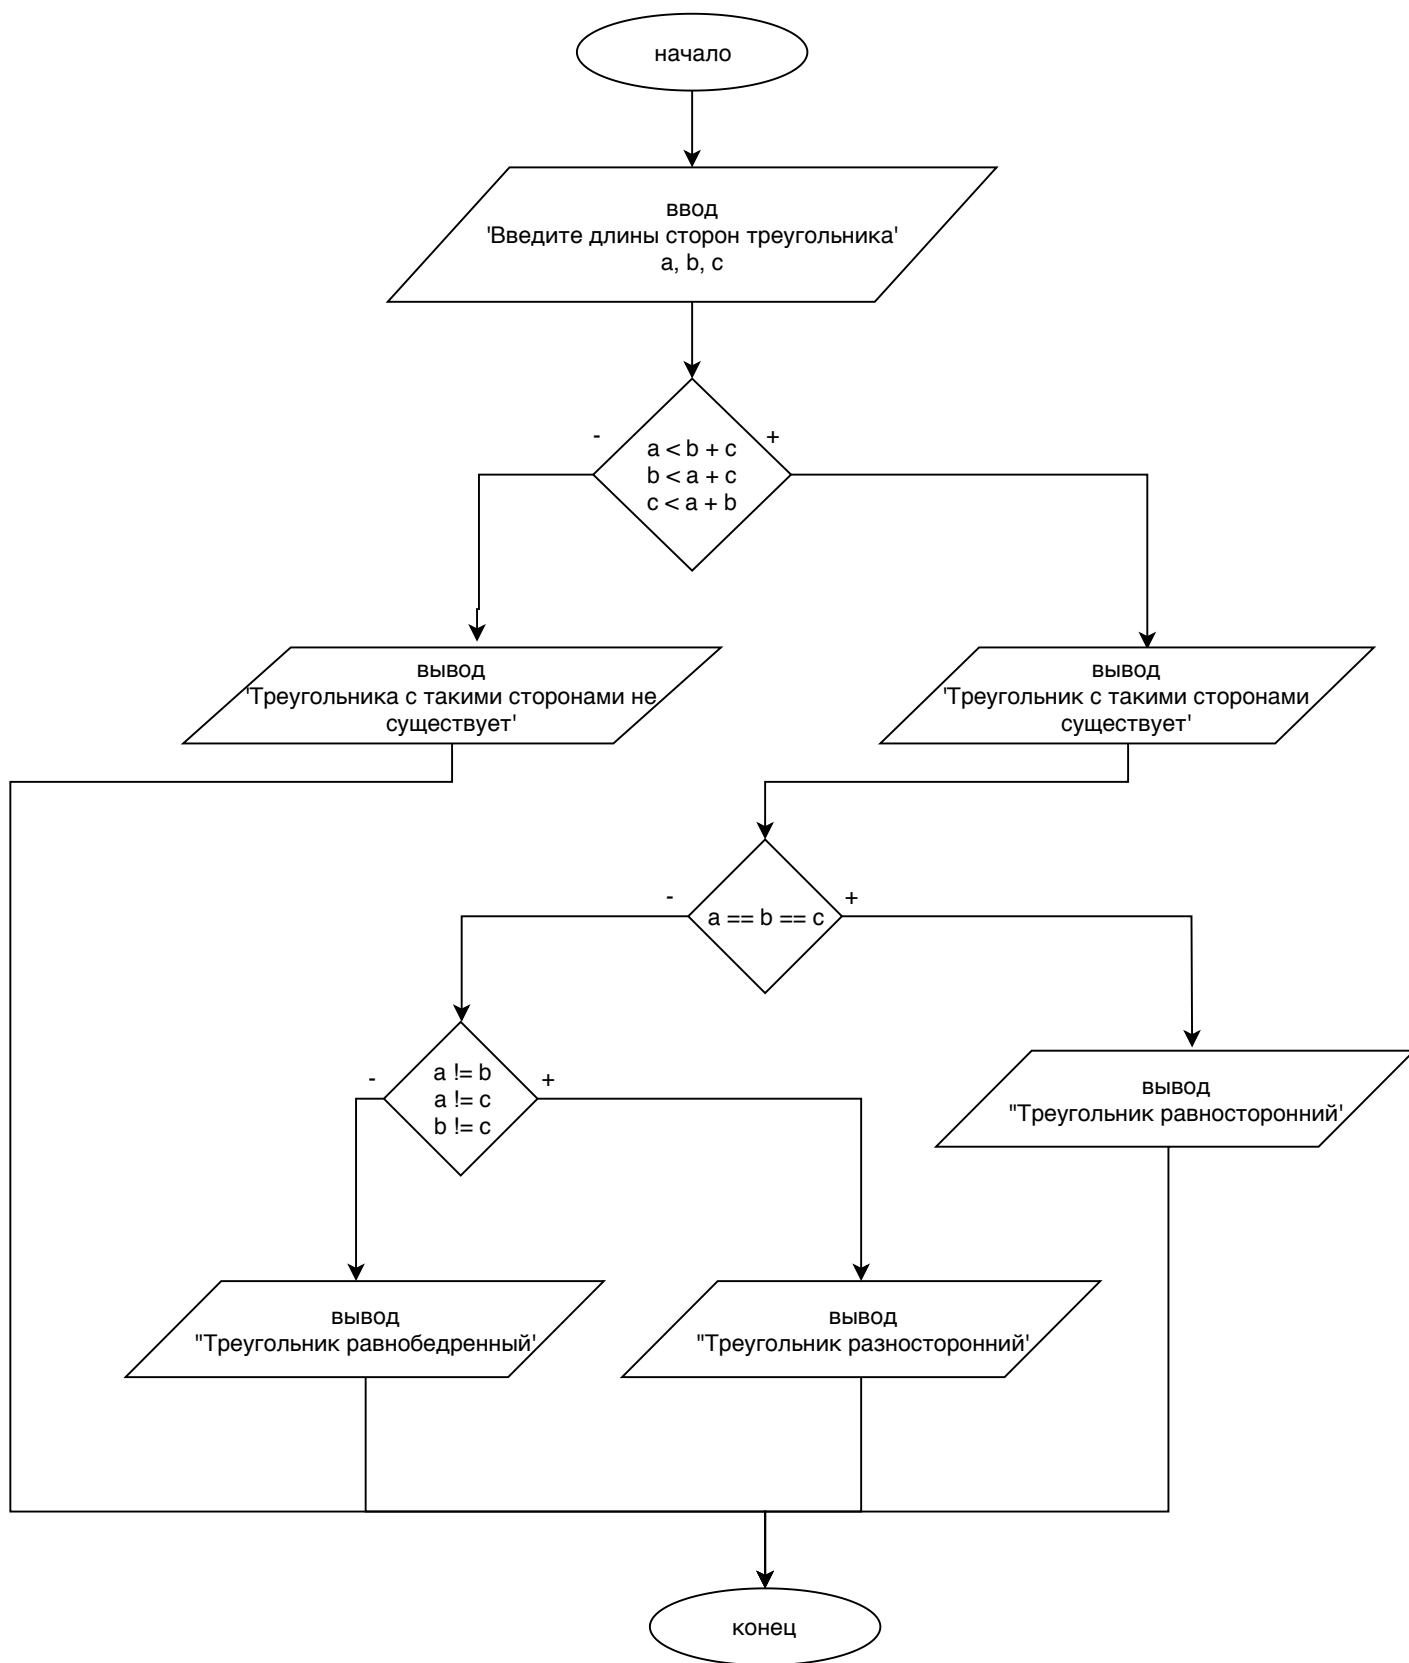 начало
ввод
'Введите длины сторон треугольника'
a, b, c
-
+
a < b + c
b < a + c
c < a + b
вывод
'Треугольника с такими сторонами не
существует'
вывод
'Треугольник с такими сторонами
существует'
-
+
a == b == c
-
+
a != b
a != c
b != c
вывод
"Треугольник равносторонний'
вывод
"Треугольник равнобедренный'
вывод
"Треугольник разносторонний'
конец